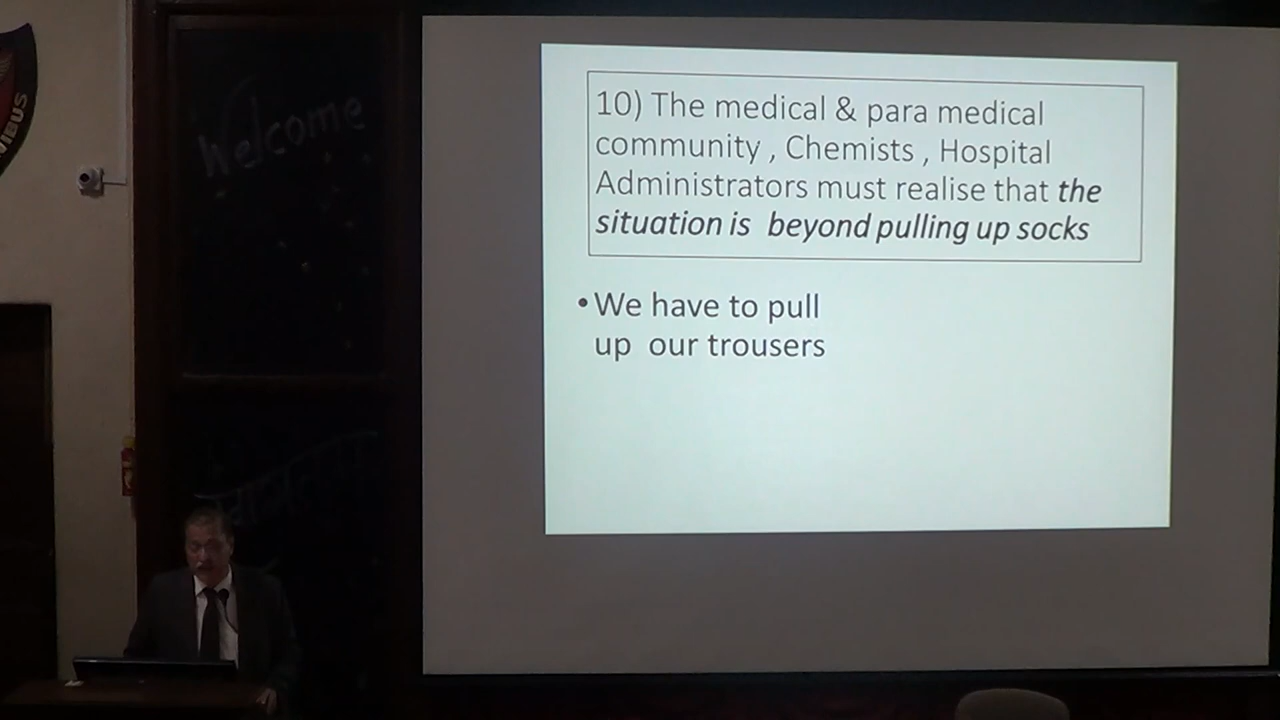 NIBUS
Welcome
10) The medical & para medical
community , Chemists , Hospital
Administrators must realise that the
situation is  beyond pulling up socks
• We have to pull
up  our trousers